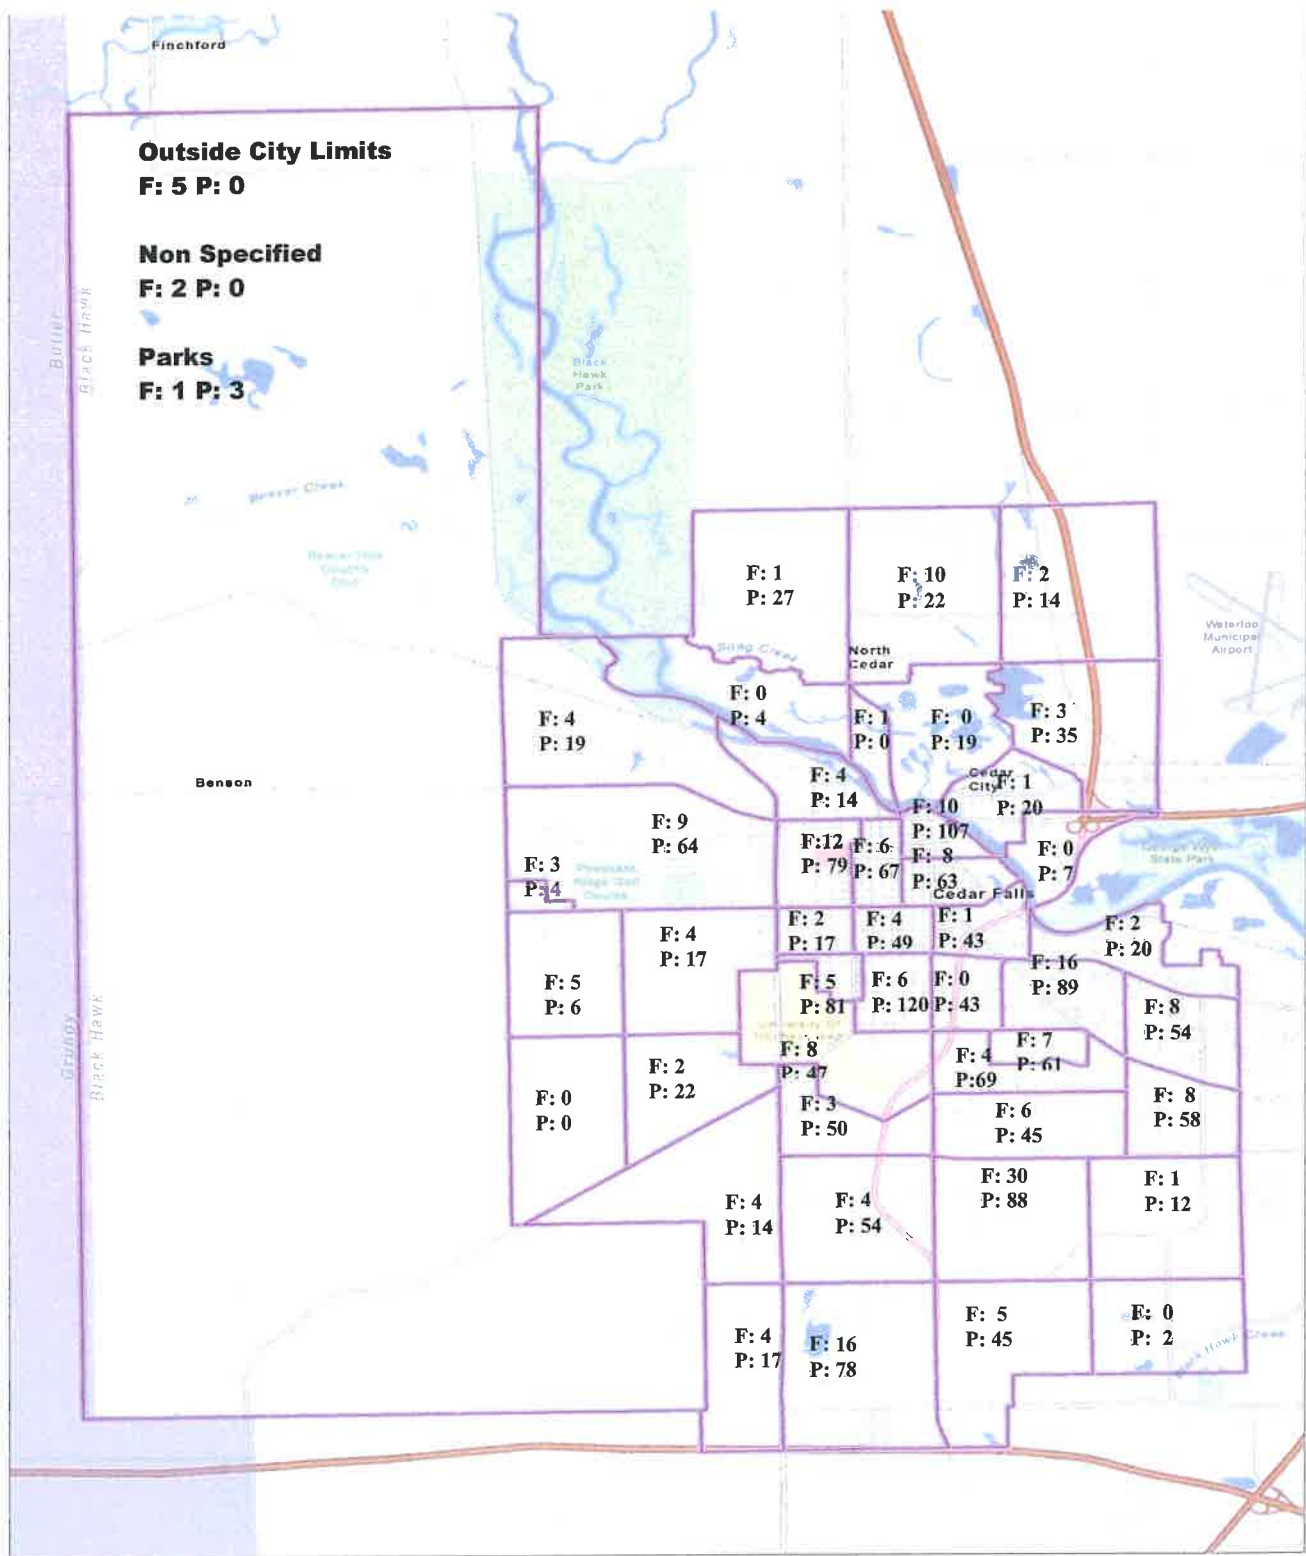 Finchford
Outside City Limits
F: 5 P: 0
Non Specified
F: 2 P: 0
Parks
F: 1 P: 3
Butler
Black Hawk
Black
Hawk
Park
Beaver Creek
F: 1
P: 27
F: 10
P: 22
F: 2
P: 14
Waterloo
Municipal
Airport
North
Cedar
F: 4
P: 19
F: 0
P: 4
F: 1
P: 0
F: 0
P: 19
F: 3
P: 35
Benson
F: 4
P: 14
Cedar
City
F: 1
P: 20
F: 10
P: 107
F: 9
P: 64
F:12
P: 79
F: 6
P: 67
F: 8
P: 63
F: 0
P: 7
State Park
F: 3
P: 4
Cedar Falls
F: 2
P: 17
F: 4
P: 49
F: 1
P: 43
F: 2
P: 20
F: 4
P: 17
F: 5
P: 6
F: 5
P: 81
F: 6
P: 120
F: 0
P: 43
F: 16
P: 89
F: 8
P: 54
Grundy
Black Hawk
F: 8
P: 47
F: 4
P:69
F: 7
P: 61
F: 2
P: 22
F: 0
P: 0
F: 3
P: 50
F: 6
P: 45
F: 8
P: 58
F: 4
P: 14
F: 4
P: 54
F: 30
P: 88
F: 1
P: 12
F: 4
P: 17
F: 16
P: 78
F: 5
P: 45
F: 0
P: 2
Black Hawk Creek